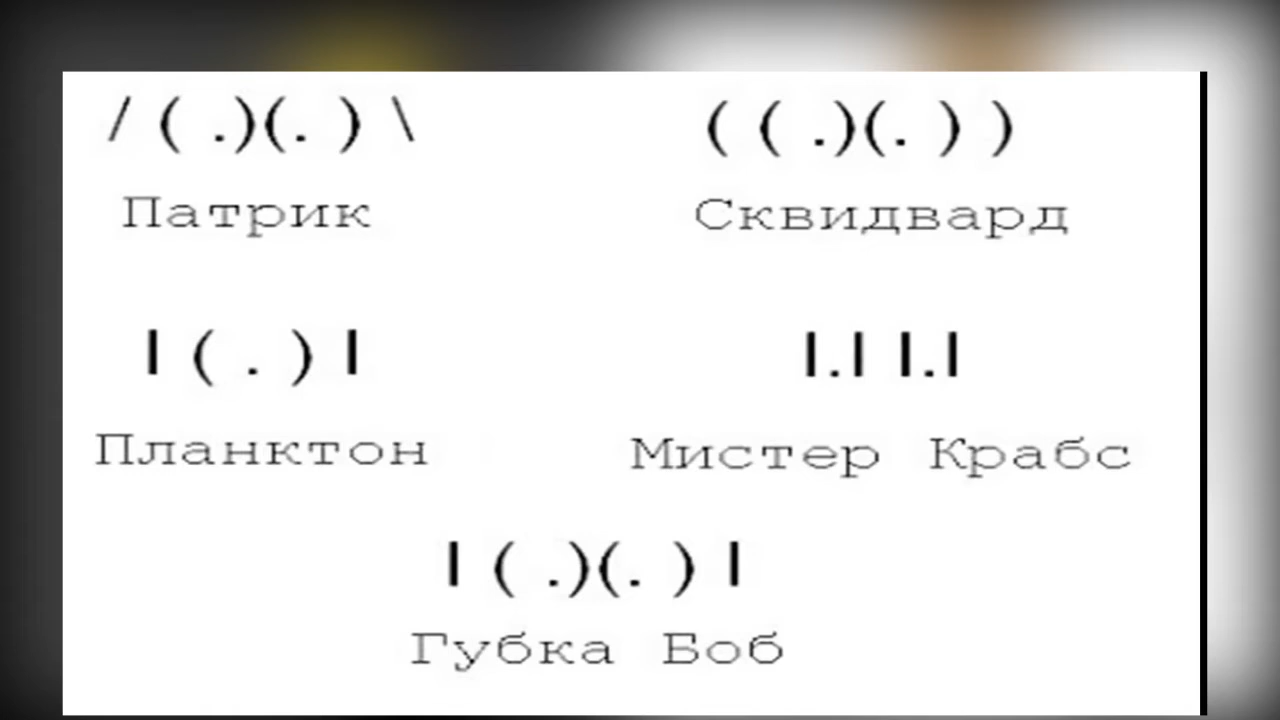 / ( .)(. ) \
( ( .)(. ) )
Патрик
Сквидвард
I ( . ) I
I.I I.I
Планктон
Мистер Крабс
I ( .)(. ) I
Губка Боб